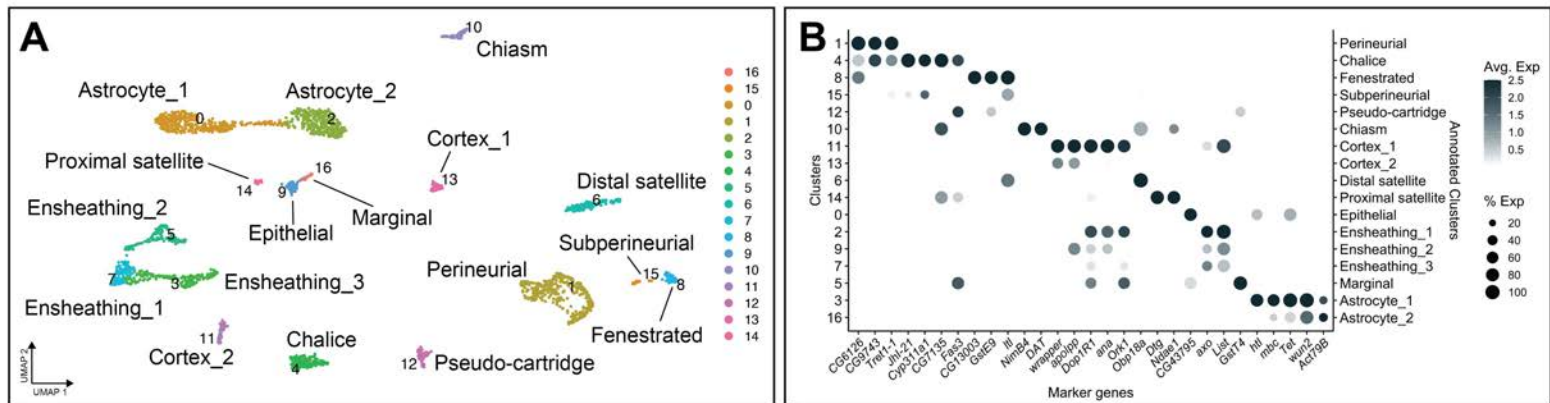 A
10
Chiasm
Astrocyte_1
Astrocyte_2
0
2
Proximal satellite
14
16
9
Epithelial
Marginal
Cortex_1
13
Distal satellite
6
Ensheathing_2
5
7
3
Ensheathing_3
Ensheathing_1
Subperineurial
15
8
Perineurial
1
Fenestrated
11
Cortex_2
Chalice
4
12
Pseudo-cartridge
UMAP 2
UMAP 1
16
15
0
1
2
3
4
5
6
7
8
9
10
11
12
13
14
B
Clusters
1
4
8
15
12
10
11
13
6
14
0
2
9
7
5
3
16
Perineurial
Chalice
Fenestrated
Subperineurial
Pseudo-cartridge
Chiasm
Cortex_1
Cortex_2
Distal satellite
Proximal satellite
Epithelial
Ensheathing_1
Ensheathing_2
Ensheathing_3
Marginal
Astrocyte_1
Astrocyte_2
Annotated Clusters
CG6126
CG9743
Tret1-1
JhI-21
Cyp311a1
CG7135
Fas3
CG13003
GstE9
ltl
NimB4
DAT
wrapper
apolpp
Dop1R1
ana
Ork1
Obp18a
Dtg
Ndae1
CG43795
axo
List
GstT4
htl
mbc
Tet
wun2
Act79B
Marker genes
Avg. Exp
2.5
2.0
1.5
1.0
0.5
% Exp
20
40
60
80
100